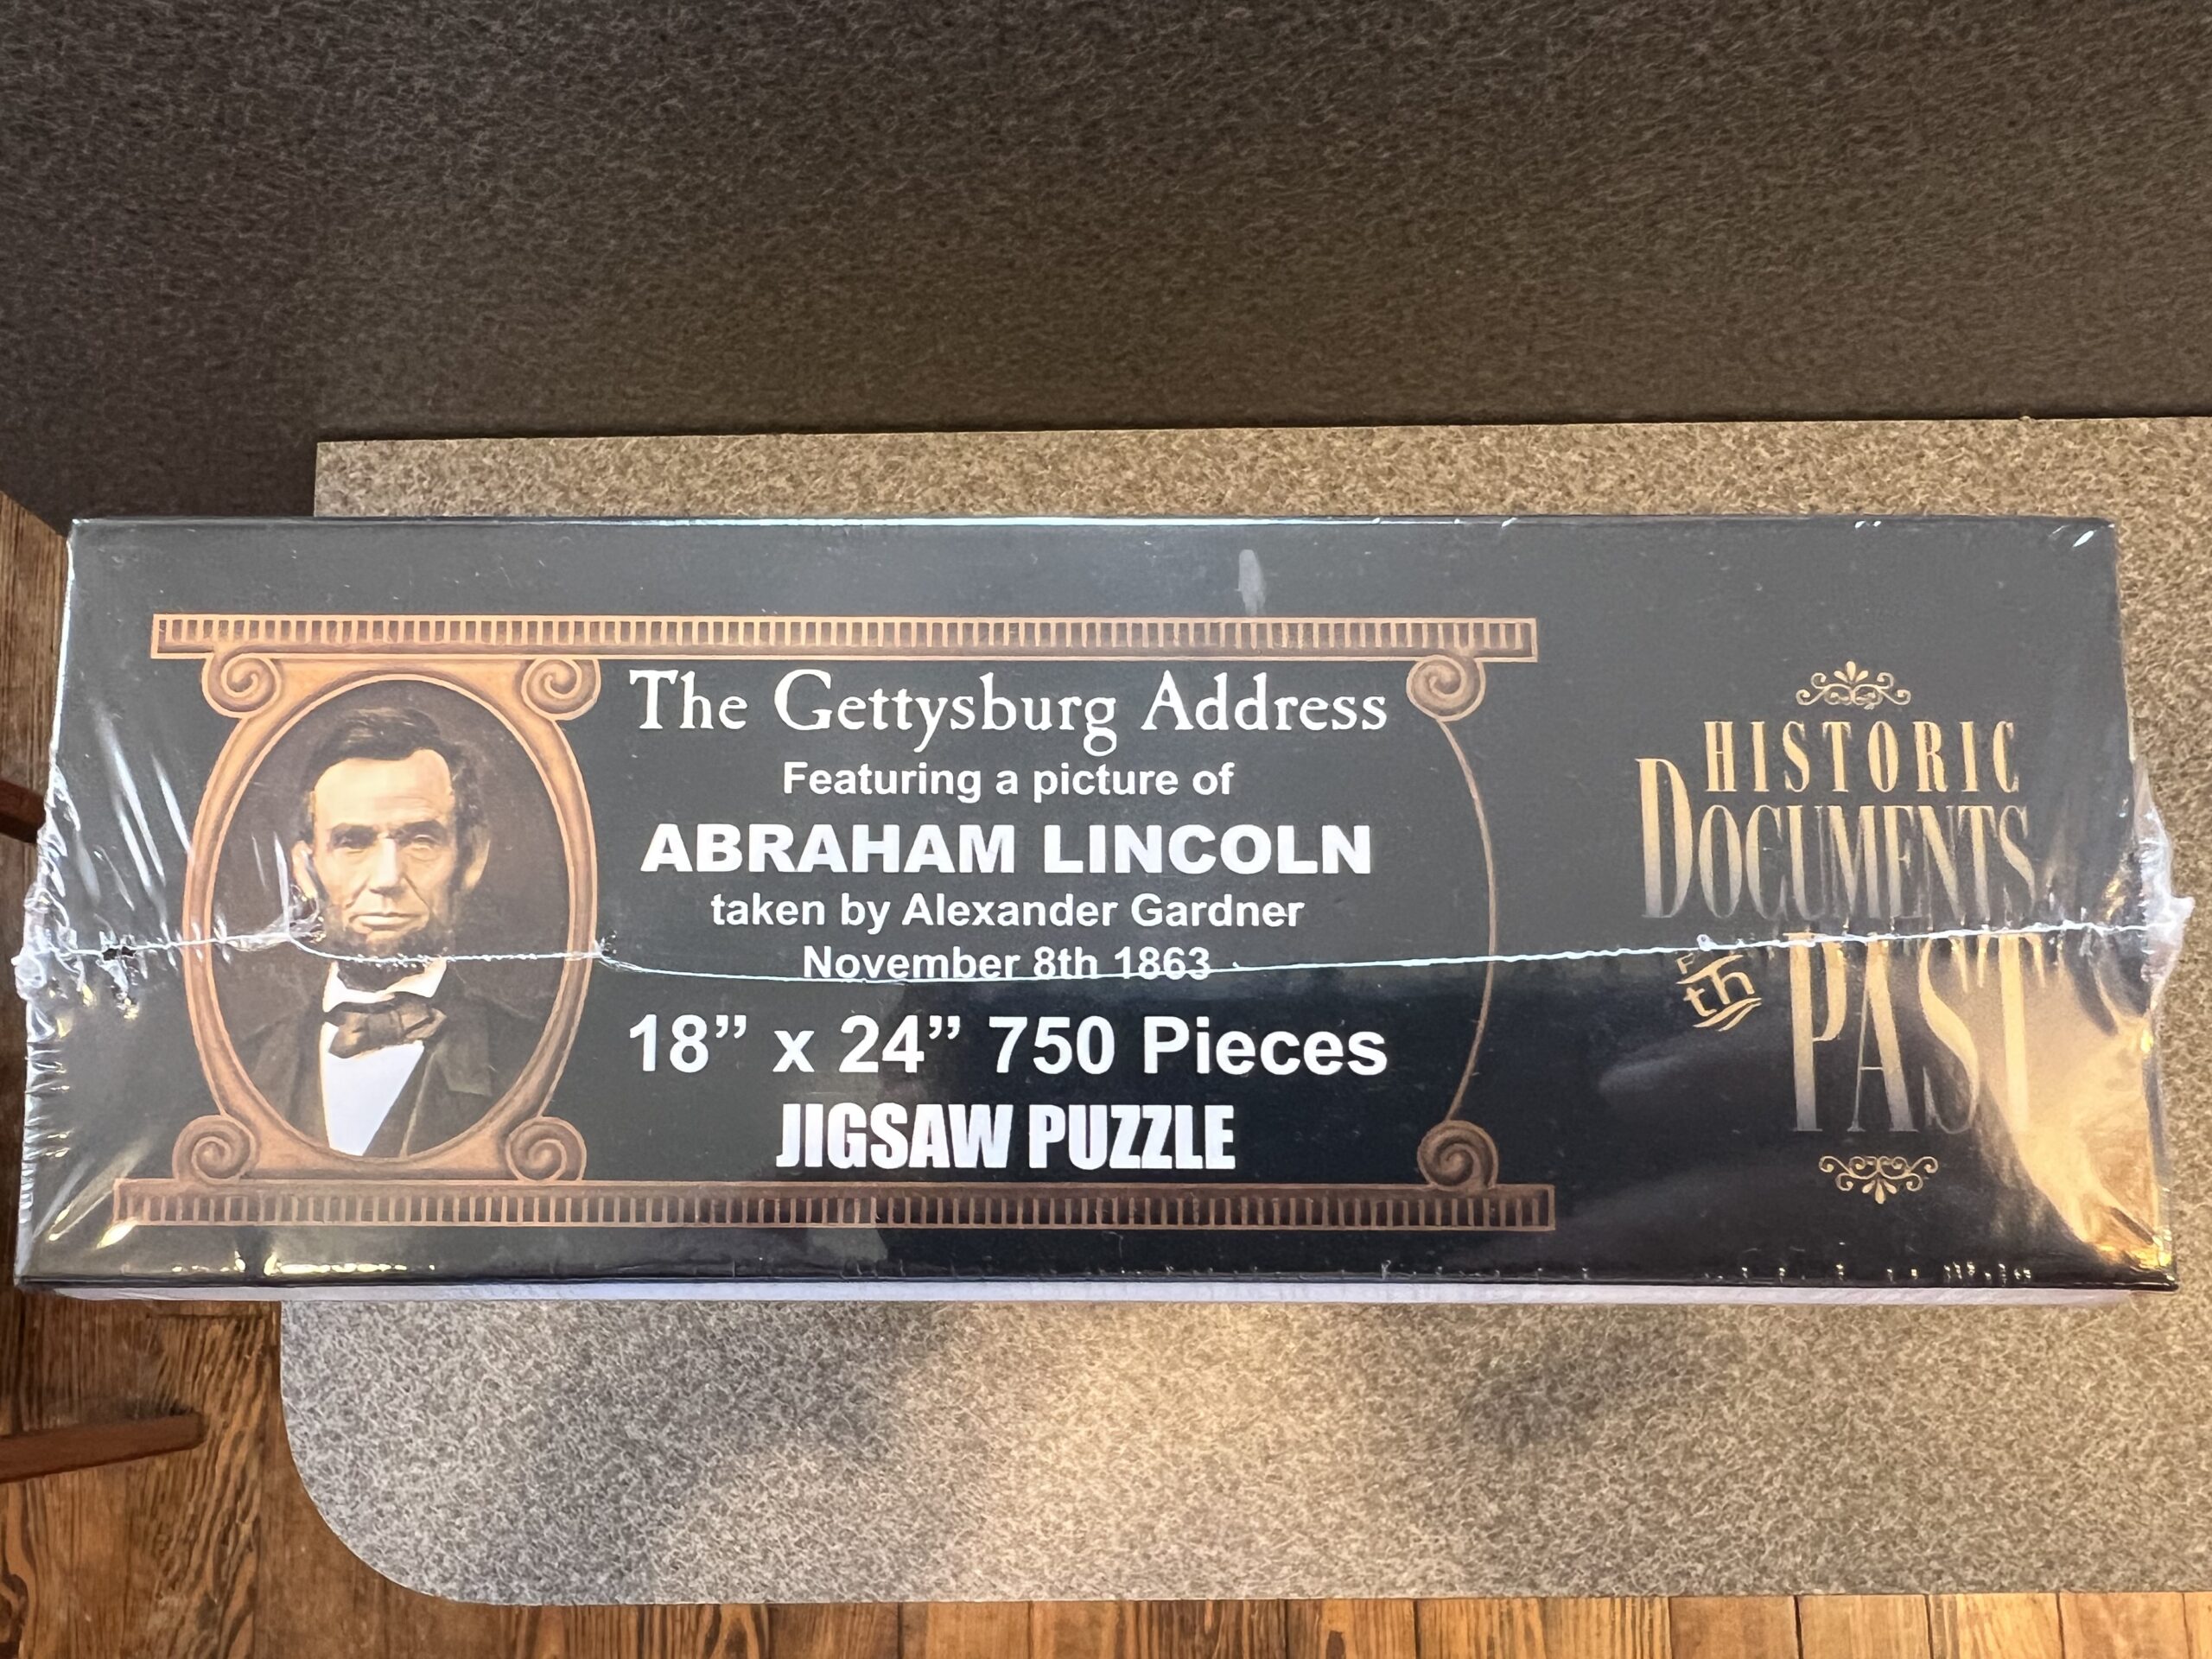 The Gettysburg Address
Featuring a picture of
ABRAHAM LINCOLN
taken by Alexander Gardner
November 8th 1863
18” x 24” 750 Pieces
JIGSAW PUZZLE
HISTORIC
DOCUMENTS
th
PAST